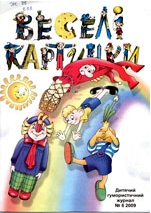 ВЕСЕЛІ
КАРТИНКИ
Дитячий
гумористичний
журнал
№ 6 2009